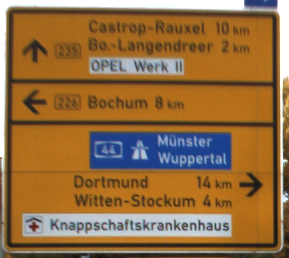 Castrop-Rauxel 10 km
235 Bo.-Langendreer 2 km
OPEL Werk II
226 Bochum 8 km
44 Münster
Wuppertal
Dortmund 14 km
Witten-Stockum 4 km
Knappschaftskrankenhaus